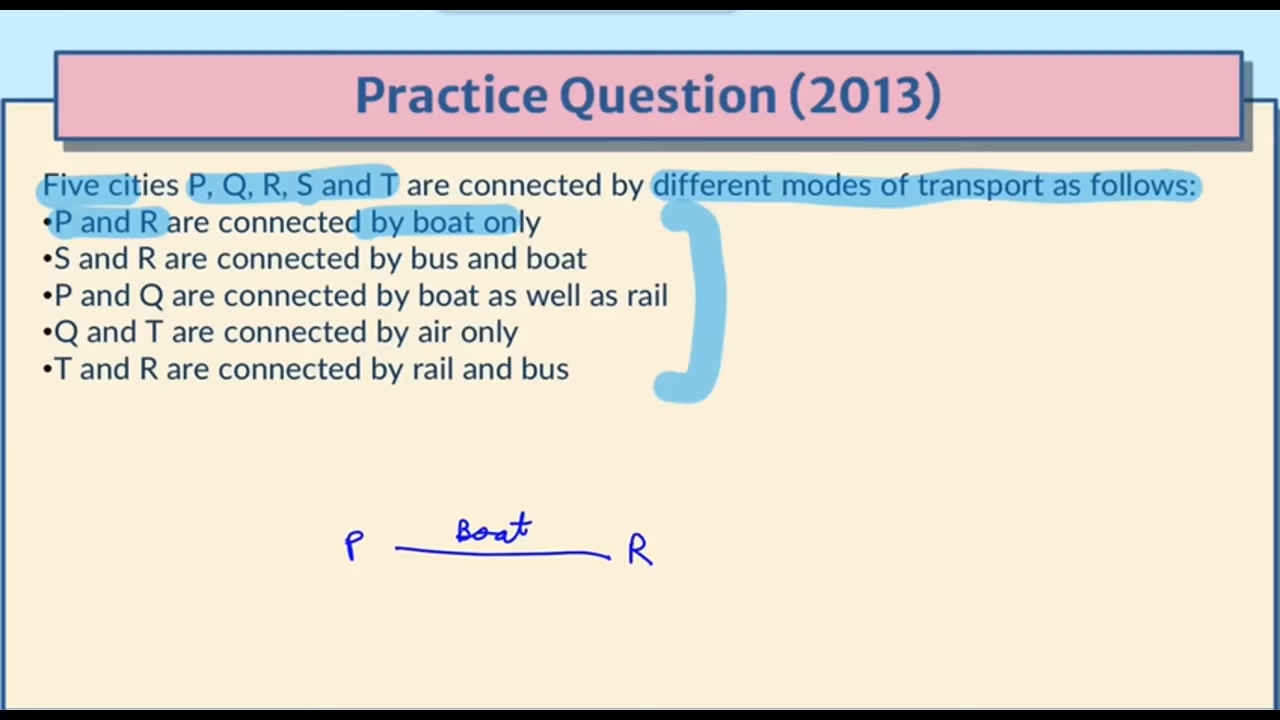 Practice Question (2013)
Five cities P, Q, R, S and T are connected by different modes of transport as follows:
•P and R are connected by boat only
•S and R are connected by bus and boat
•P and Q are connected by boat as well as rail
•Q and T are connected by air only
•T and R are connected by rail and bus
Boat
P R